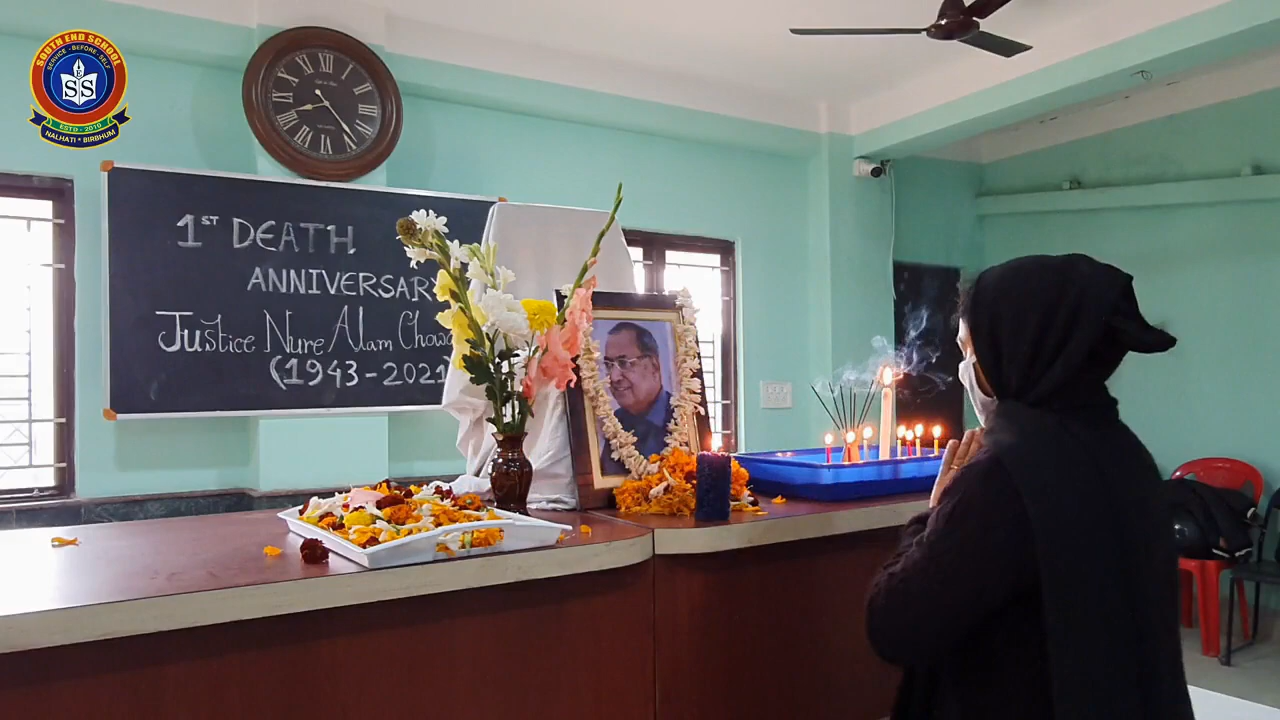 SOUTH END SCHOOL
SERVICE - BEFORE - SELF
E
SS
ESTD - 2010
NALHATI * BIRBHUM
1ST DEATH
ANNIVERSARY
Justice Nure Alam Chow
(1943-2021)